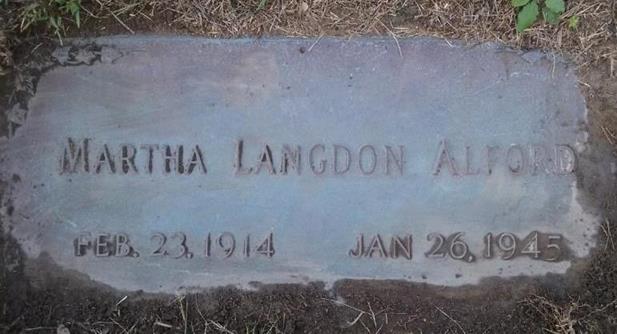 MARTHA LANGDON ALFORD
FEB. 23, 1914 JAN 26, 1945